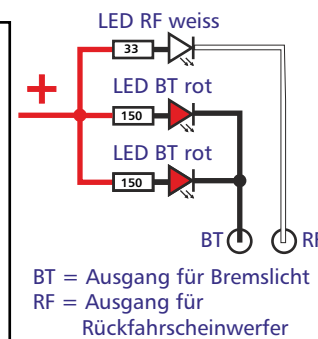 LED RF weiss
33
LED BT rot
+
150
LED BT rot
150
BT RF
BT = Ausgang für Bremslicht
RF = Ausgang für
Rückfahrscheinwerfer